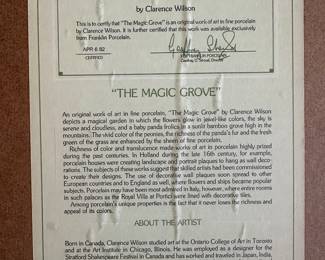 by Clarence Wilson
This is to certify that "The Magic Grove" is an original work of art in fine porcelain
by Clarence Wilson. It is further certified that this work was available exclusively
from Franklin Porcelain.
APR 6 82
CERTIFIED
FRANKLIN PORCELAIN
"THE MAGIC GROVE"
An original work of art in fine porcelain, "The Magic Grove" by Clarence Wilson
depicts a magical garden in which the flowers glow in jewel-like colors, the sky is
serene and cloudless, and a baby panda frolics in a sunlit bamboo grove high in the
mountains. The vivid color of the peonies, the richness of the panda's fur and the fresh
green of the grass are enhanced by the sheen of fine porcelain.
Richness of color and translucence made works of art in porcelain highly prized
during the past centuries. In Holland during the late 16th century, for example,
porcelain houses were creating landscape and portrait plaques to hang as wall deco-
rations. The subjects of these works suggest that skilled artists had been commissioned
to create them. The use of decorative wall plaques soon spread to other
European countries and to England as well, where flowers and ships became popular
subjects. Porcelain may have been most admired in Italy, however, where entire rooms
in such palaces as the Royal Villa at Portici were lined with decorative wall plaques.
Among porcelain's unique properties is the fact that it never loses the richness and
appeal of its colors.
ABOUT THE ARTIST
Born in Canada, Clarence Wilson studied art at the Ontario College of Art in Toronto
and at the Art Institute in Chicago, Illinois. He was employed as a designer for the
Stratford Shakespeare Festival in Canada and has worked and traveled in Japan, India,